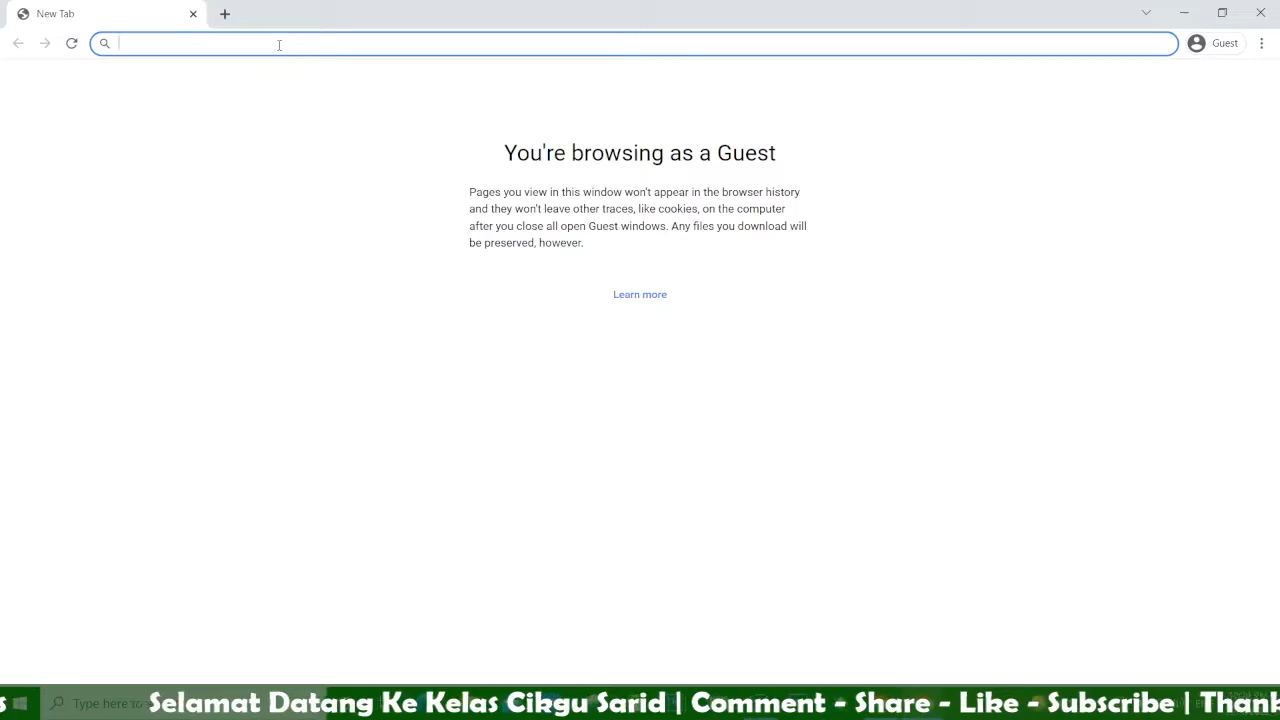 New Tab
Guest
You're browsing as a Guest
Pages you view in this window won't appear in the browser history
and they won't leave other traces, like cookies, on the computer
after you close all open Guest windows. Any files you download will
be preserved, however.
Learn more
Type here to
Selamat Datang Ke Kelas Cikgu Sarid | Comment - Share - Like - Subscribe | Thank